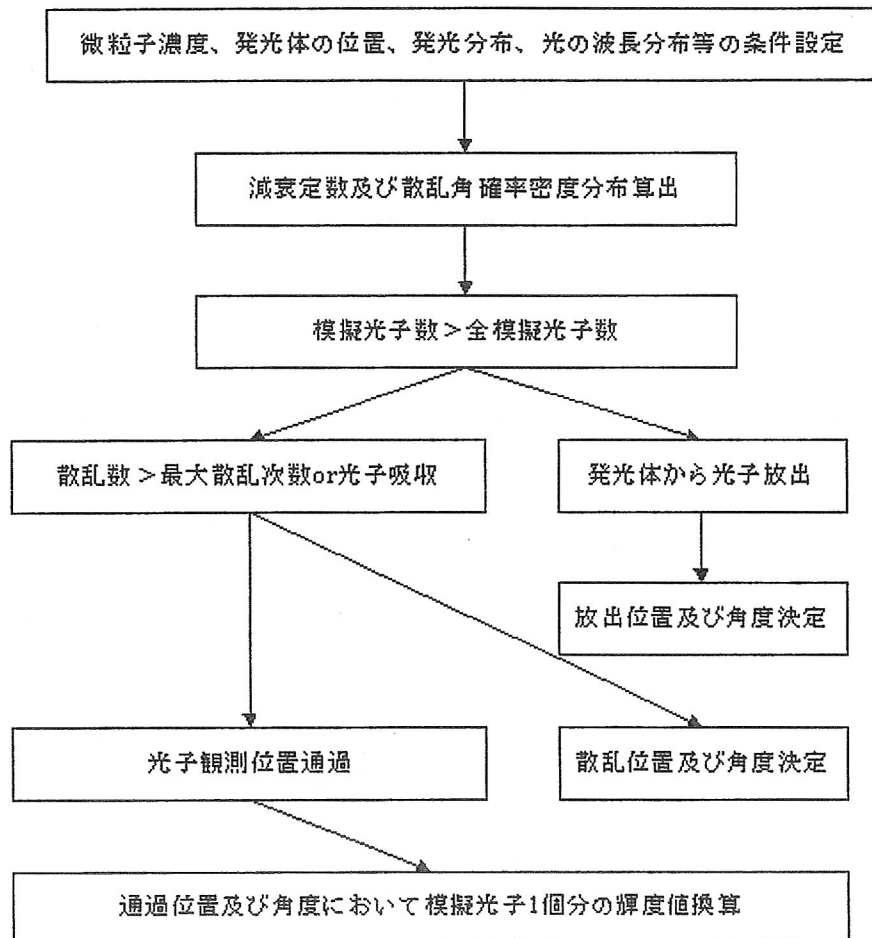 微粒子濃度、発光体の位置、発光分布、光の波長分布等の条件設定
減衰定数及び散乱角確率密度分布算出
模擬光子数＞全模擬光子数
散乱数＞最大散乱次数or光子吸収
発光体から光子放出
放出位置及び角度決定
光子観測位置通過
散乱位置及び角度決定
通過位置及び角度において模擬光子1個分の輝度値換算